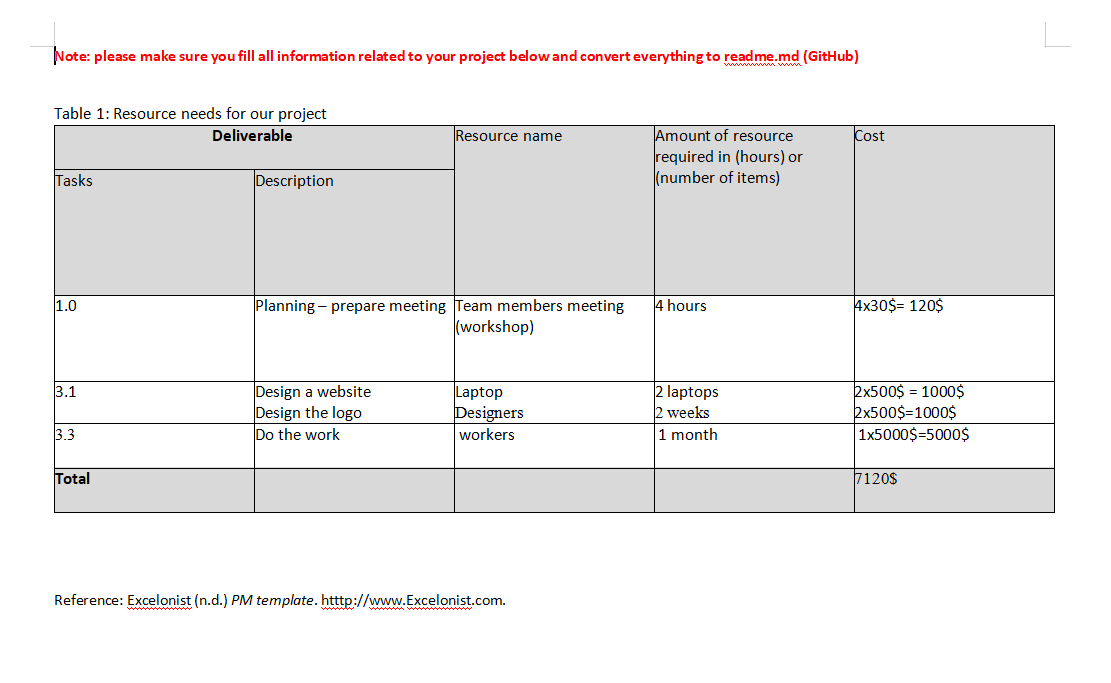 Note: please make sure you fill all information related to your project below and convert everything to readme.md (GitHub)
Table 1: Resource needs for our project
Deliverable
Resource name
Amount of resource
required in (hours) or
(number of items)
Cost
Tasks
Description
1.0
Planning – prepare meeting
Team members meeting
(workshop)
4 hours
4x30$= 120$
3.1
Design a website
Design the logo
Laptop
Designers
2 laptops
2 weeks
2x500$ = 1000$
2x500$=1000$
3.3
Do the work
workers
1 month
1x5000$=5000$
Total
7120$
Reference: Excelonist (n.d.) PM template. htttp://www.Excelonist.com.